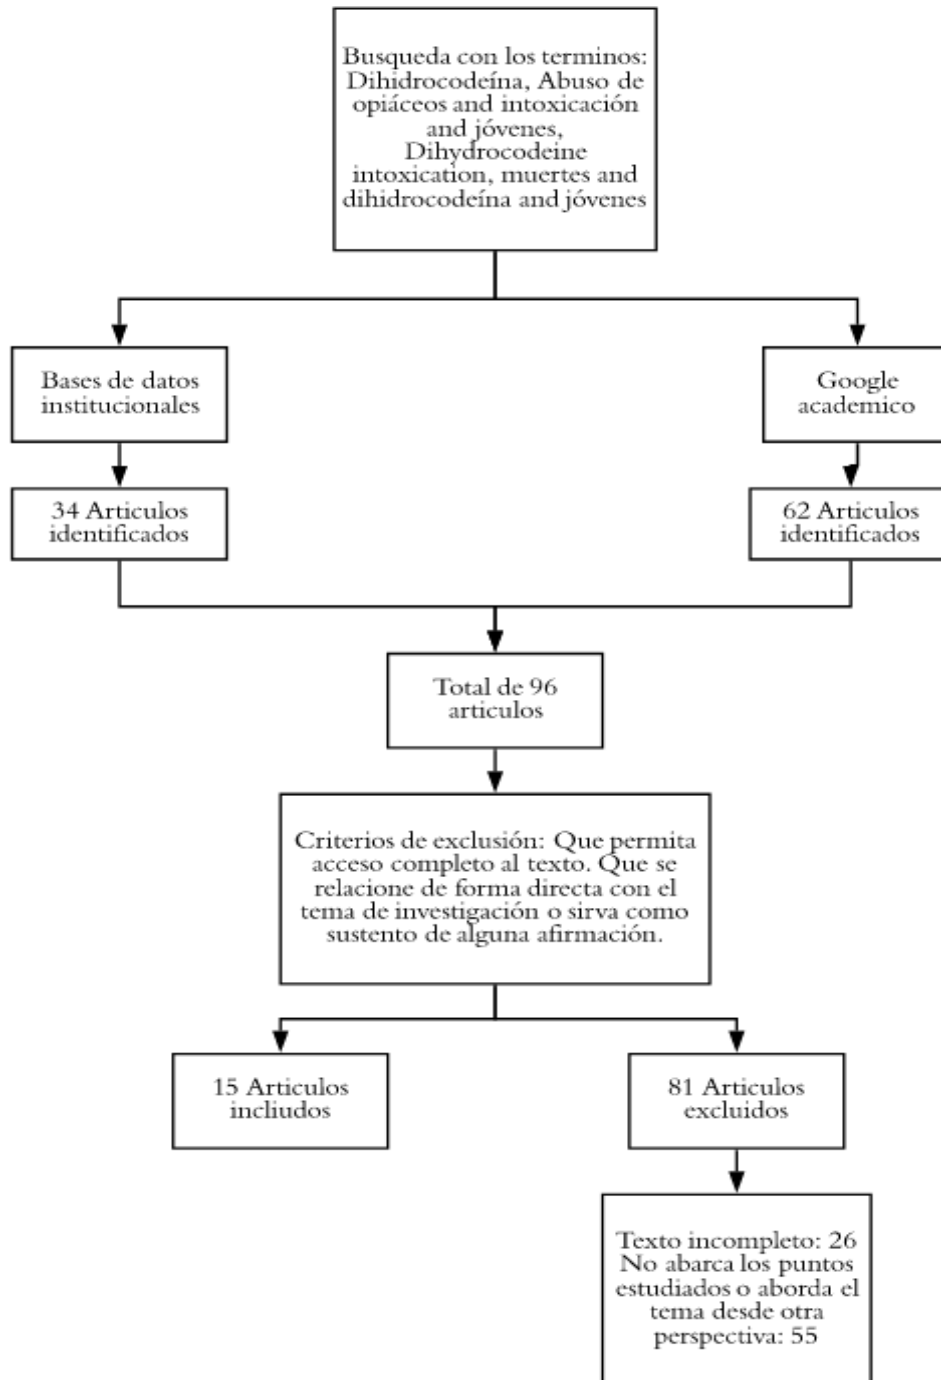 Busqueda con los terminos:
Dihidrocodeína, Abuso de
opiáceos and intoxicación
and jóvenes,
Dihydrocodeine
intoxication, muertes and
dihidrocodeína and jóvenes
Bases de datos
institucionales
Google
academico
34 Articulos
identificados
62 Articulos
identificados
Total de 96
articulos
Criterios de exclusión: Que permita
acceso completo al texto. Que se
relacione de forma directa con el
tema de investigación o sirva como
sustento de alguna afirmación.
15 Articulos
incliudos
81 Articulos
excluidos
Texto incompleto: 26
No abarca los puntos
estudiados o aborda el
tema desde otra
perspectiva: 55